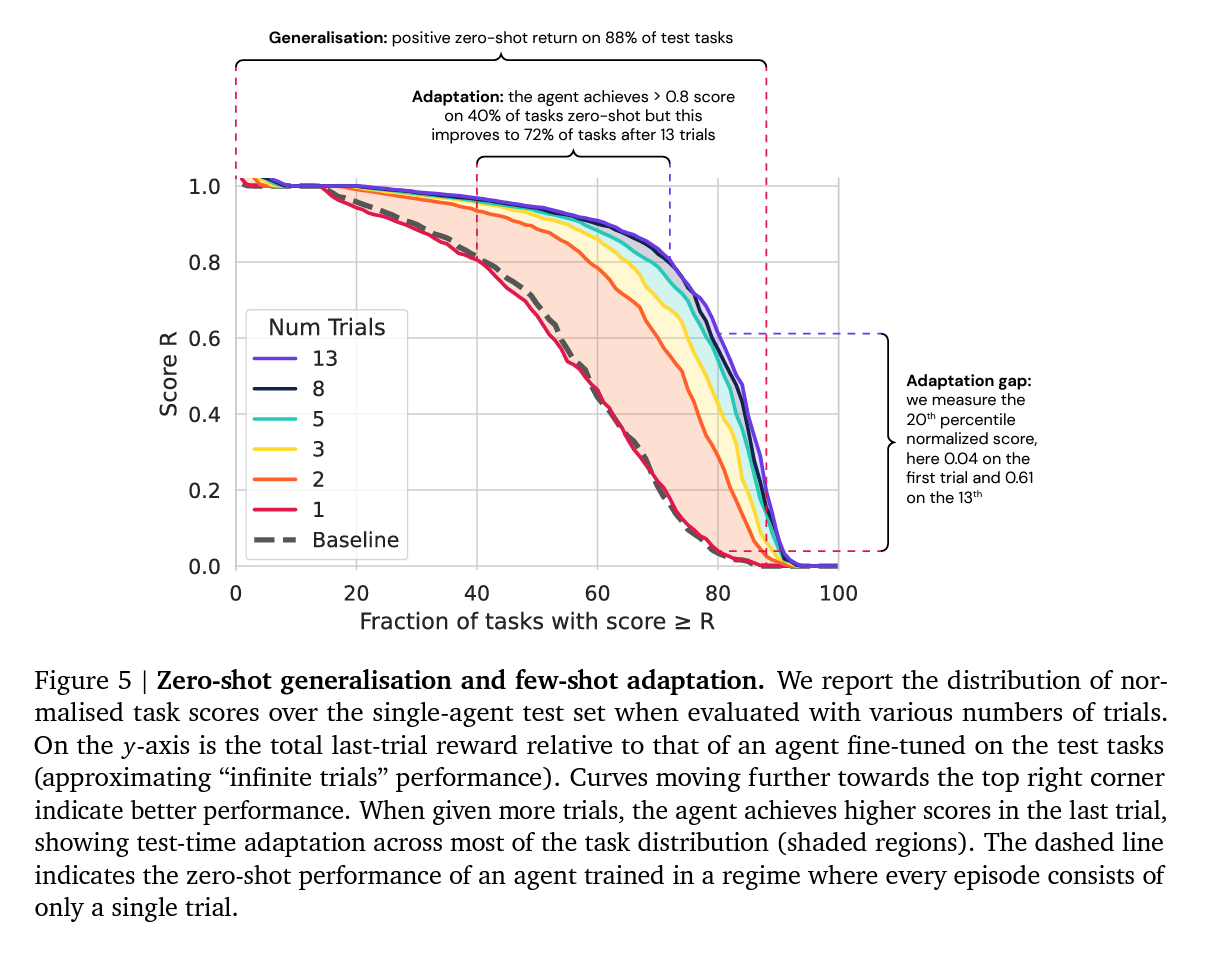 Generalisation: positive zero-shot return on 88% of test tasks
Adaptation: the agent achieves > 0.8 score
on 40% of tasks zero-shot but this
improves to 72% of tasks after 13 trials
1.0
0.8
0.6
0.4
0.2
0.0
Score R
Num Trials
13
8
5
3
2
1
Baseline
0
20
40
60
80
100
Fraction of tasks with score ≥ R
Adaptation gap:
we measure the
20th percentile
normalized score,
here 0.04 on the
first trial and 0.61
on the 13th
Figure 5 | Zero-shot generalisation and few-shot adaptation. We report the distribution of nor-
malised task scores over the single-agent test set when evaluated with various numbers of trials.
On the y-axis is the total last-trial reward relative to that of an agent fine-tuned on the test tasks
(approximating “infinite trials” performance). Curves moving further towards the top right corner
indicate better performance. When given more trials, the agent achieves higher scores in the last trial,
showing test-time adaptation across most of the task distribution (shaded regions). The dashed line
indicates the zero-shot performance of an agent trained in a regime where every episode consists of
only a single trial.